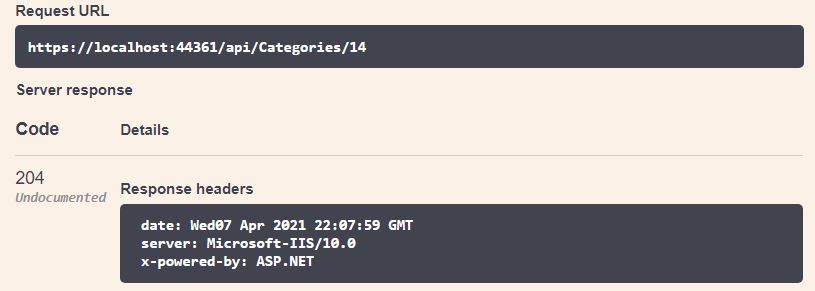 Request URL
https://localhost:44361/api/Categories/14
Server response
Code Details
204
Undocumented
Response headers
date: Wed07 Apr 2021 22:07:59 GMT
server: Microsoft-IIS/10.0
x-powered-by: ASP.NET